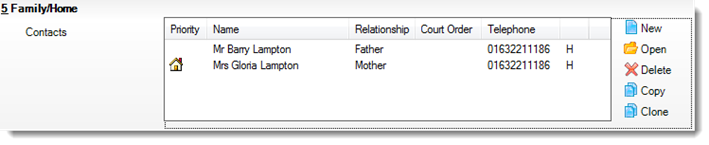 5 Family/Home
Contacts
Priority Name Relationship Court Order Telephone
Mr Barry Lampton Father 01632211186 H
Mrs Gloria Lampton Mother 01632211186 H
New
Open
Delete
Copy
Clone